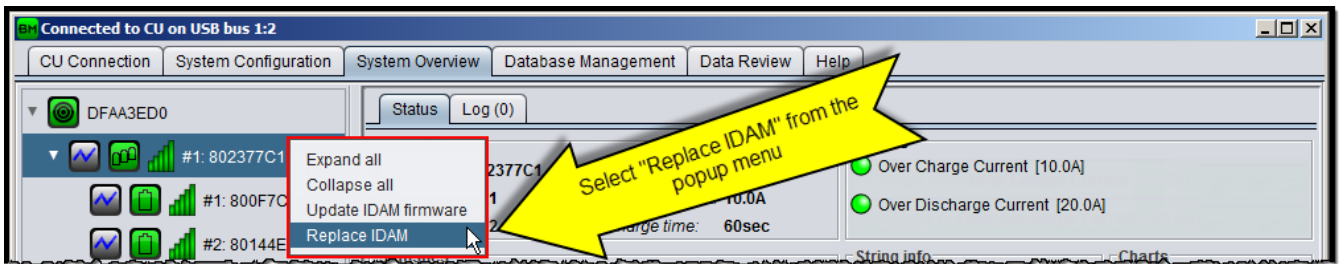 BM Connected to CU on USB bus 1:2
CU Connection System Configuration System Overview Database Management Data Review Help
DFAA3ED0
Status Log (0)
#1: 802377C1
Expand all
Collapse all
Update IDAM firmware
Replace IDAM
2377C1
10.0A
60sec
Select "Replace IDAM" from the
popup menu
Over Charge Current [10.0A]
Over Discharge Current [20.0A]
#1: 800F7C
#2: 80144E
String info
Charts